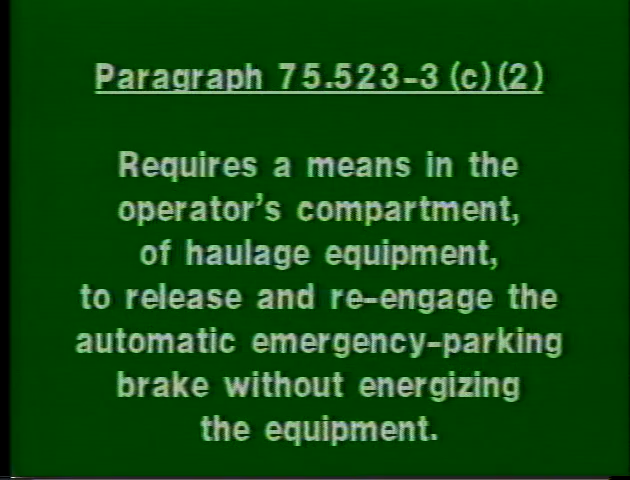 Paragraph 75.523-3 (c)(2)
Requires a means in the
operator's compartment,
of haulage equipment,
to release and re-engage the
automatic emergency-parking
brake without energizing
the equipment.